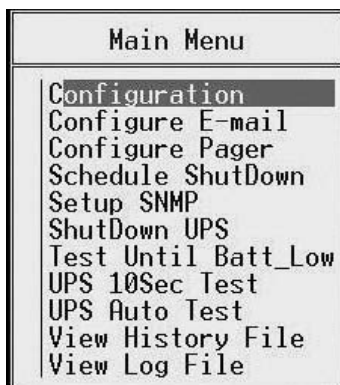 Main Menu
Configuration
Configure E-mail
Configure Pager
Schedule ShutDown
Setup SNMP
ShutDown UPS
Test Until Batt_Low
UPS 10Sec Test
UPS Auto Test
View History File
View Log File